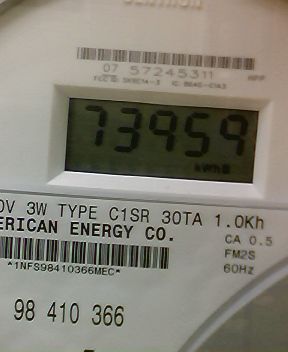 07 57245311
73959
kWh
0V 3W TYPE C1SR 30TA 1.0Kh
ERICAN ENERGY CO.
CA 0.5
FM2S
*1NFS98410366MEC*
60Hz
98 410 366